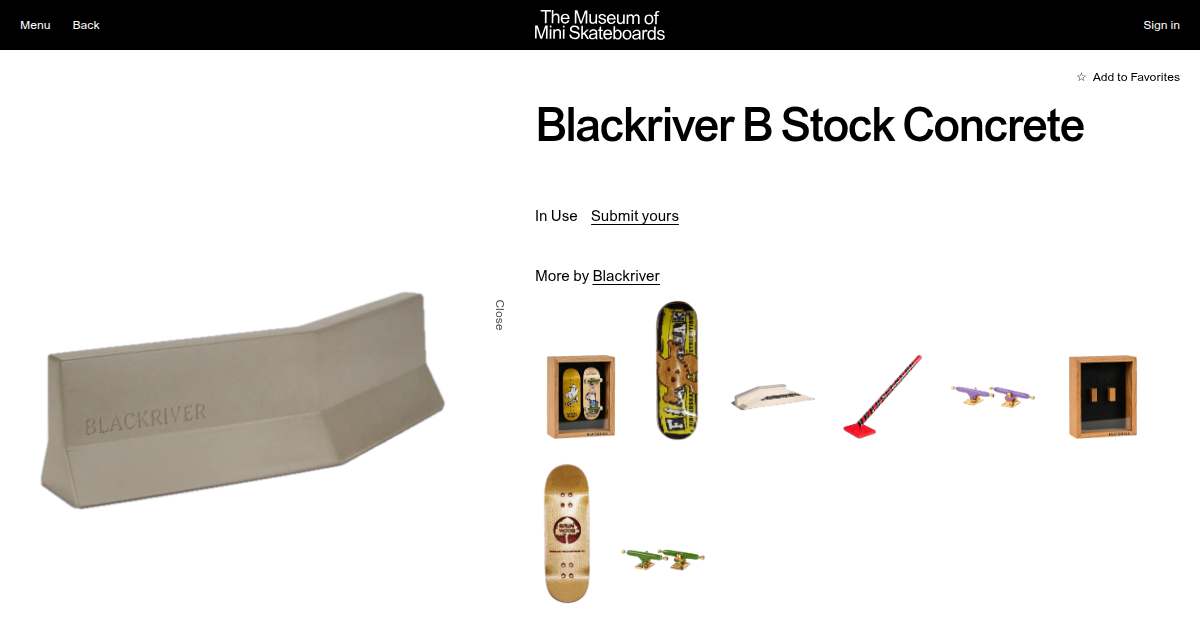 Menu
Back
The Museum of
Mini Skateboards
Sign in
☆ Add to Favorites
Blackriver B Stock Concrete
In Use
Submit yours
More by Blackriver
Close
BLACKRIVER